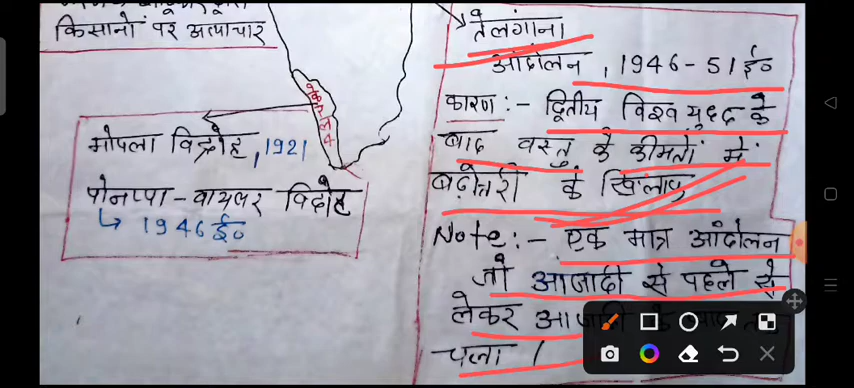 किसानों पर अत्याचार
केरल
मोपला विद्रोह, 1921
पोनप्पा - वायलर विद्रोह
↳ 1946 ई०
तेलंगाना
आंदोलन, 1946 - 51 ई०
कारण :- द्वितीय विश्व युद्ध के
बाद वस्तु के कीमतों में
बढ़ोत्तरी के खिलाफ
Note :- एक मात्र आंदोलन
जो आजादी से पहले से
लेकर
चला ।